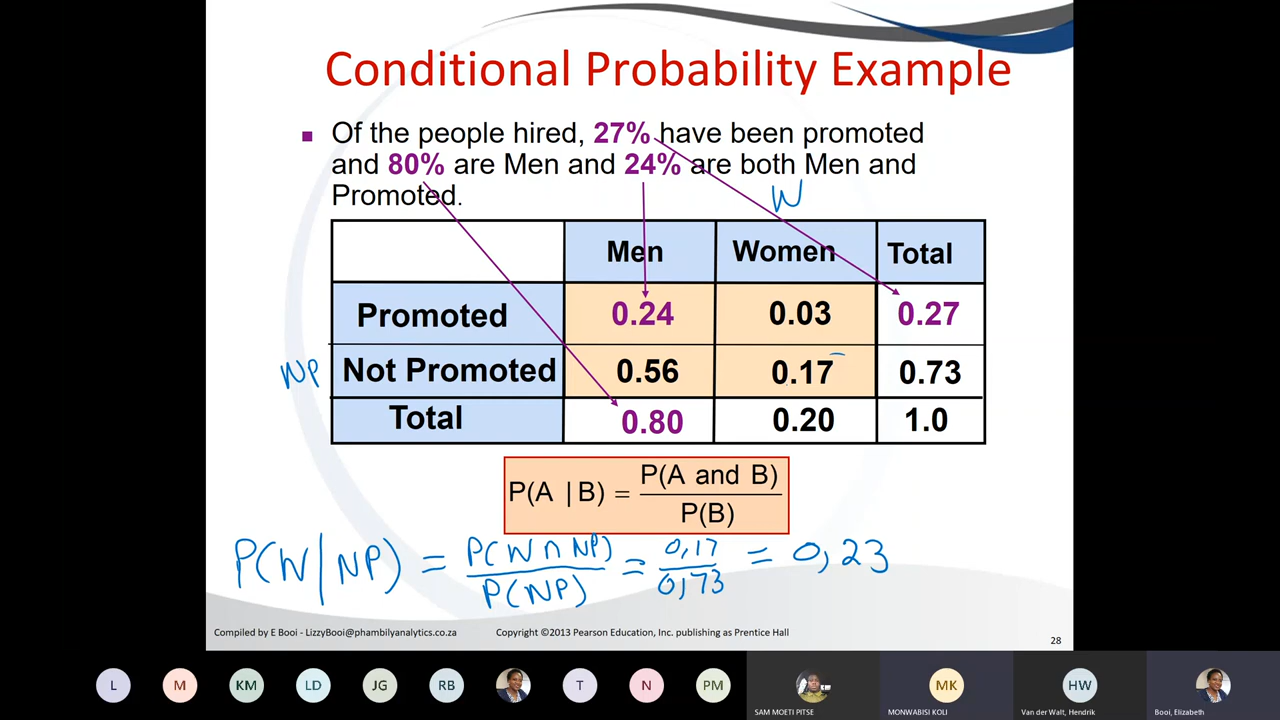 Conditional Probability Example
Of the people hired, 27% have been promoted
and 80% are Men and 24% are both Men and
Promoted.
W
Men Women Total
Promoted 0.24 0.03 0.27
NP Not Promoted 0.56 0.17 0.73
Total 0.80 0.20 1.0
P(A | B) = P(A and B) / P(B)
P(W/NP) = P(W∩NP) / P(NP) = 0,17 / 0,73 = 0,23
Compiled by E Booi - LizzyBooi@phambilyanalytics.co.za Copyright ©2013 Pearson Education, Inc. publishing as Prentice Hall 28
L M KM LD JG RB T N PM MK HW
SAM MOETI PITSE MONWABISI KOLI Van der Walt, Hendrik Booi, Elizabeth